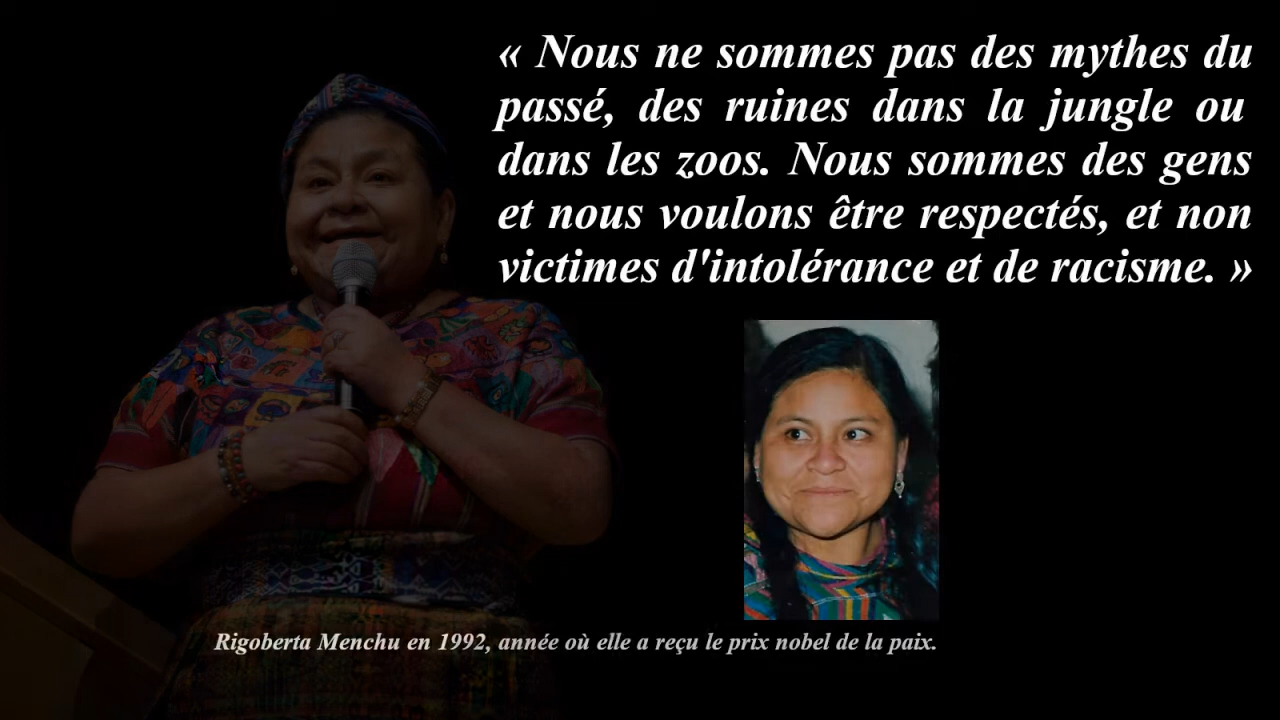 « Nous ne sommes pas des mythes du
passé, des ruines dans la jungle ou
dans les zoos. Nous sommes des gens
et nous voulons être respectés, et non
victimes d'intolérance et de racisme. »
Rigoberta Menchu en 1992, année où elle a reçu le prix nobel de la paix.